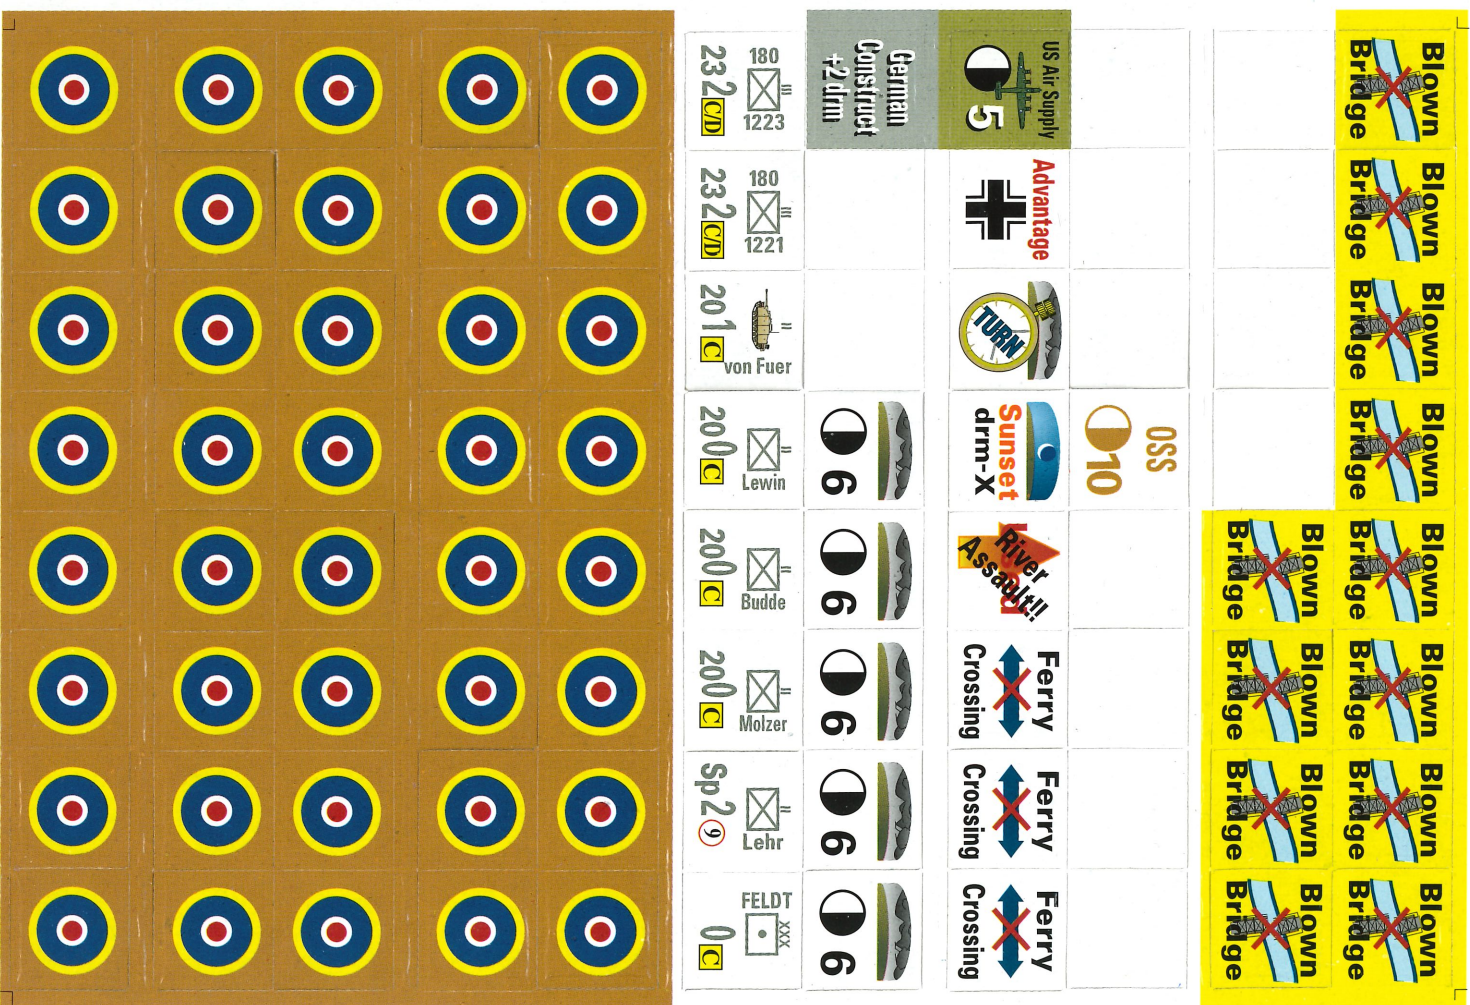 180
1223
232
C/D
German
Construct
+2 drm
US Air Supply
5
Blown
Bridge
180
1221
232
C/D
Advantage
Blown
Bridge
201
C
von Fuer
TURN
Blown
Bridge
200
C
Lewin
6
Sunset
drm-X
OSS
10
Blown
Bridge
200
C
Budde
6
River
Assault!!
Blown
Bridge
Blown
Bridge
200
C
Molzer
6
Ferry
Crossing
Blown
Bridge
Blown
Bridge
Sp2
9
Lehr
6
Ferry
Crossing
Blown
Bridge
Blown
Bridge
FELDT
XXX
0
C
6
Ferry
Crossing
Blown
Bridge
Blown
Bridge